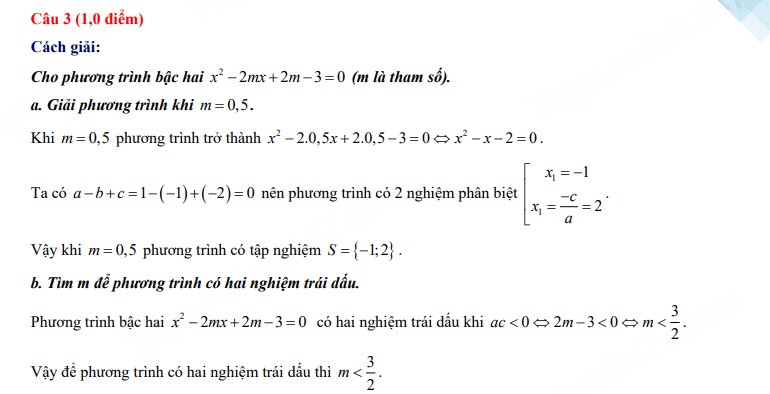 Câu 3 (1,0 điểm)
Cách giải:
Cho phương trình bậc hai x² − 2mx + 2m − 3 = 0 (m là tham số).
a. Giải phương trình khi m = 0,5.
Khi m = 0,5 phương trình trở thành x² − 2.0,5x + 2.0,5 − 3 = 0 ⇔ x² − x − 2 = 0.
Ta có a − b + c = 1 − (−1) + (−2) = 0 nên phương trình có 2 nghiệm phân biệt [ x₁ = −1 ; x₁ = −c/a = 2 .
Vậy khi m = 0,5 phương trình có tập nghiệm S = {−1; 2}.
b. Tìm m để phương trình có hai nghiệm trái dấu.
Phương trình bậc hai x² − 2mx + 2m − 3 = 0 có hai nghiệm trái dấu khi ac < 0 ⇔ 2m − 3 < 0 ⇔ m < 3/2.
Vậy để phương trình có hai nghiệm trái dấu thì m < 3/2.